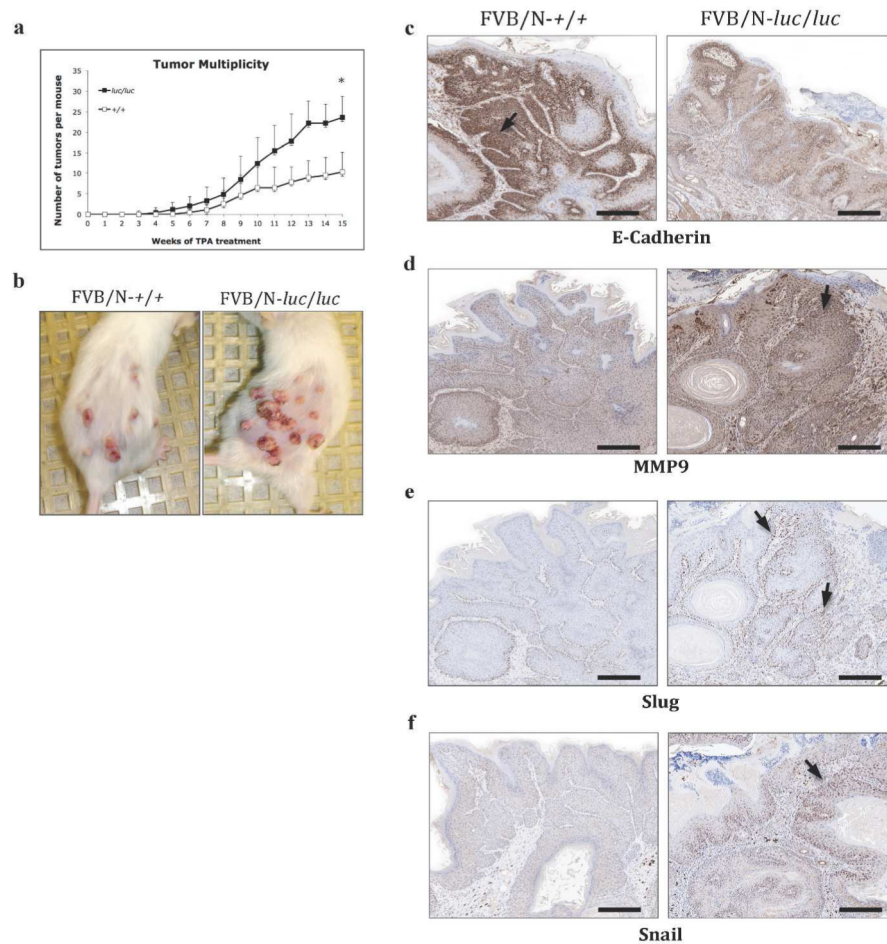 a
Tumor Multiplicity
Number of tumors per mouse
35
30
25
20
15
10
5
0
luc/luc
+/+
*
0 1 2 3 4 5 6 7 8 9 10 11 12 13 14 15
Weeks of TPA treatment
b
FVB/N-+/+ FVB/N-luc/luc
c
FVB/N-+/+ FVB/N-luc/luc
E-Cadherin
d
MMP9
e
Slug
f
Snail